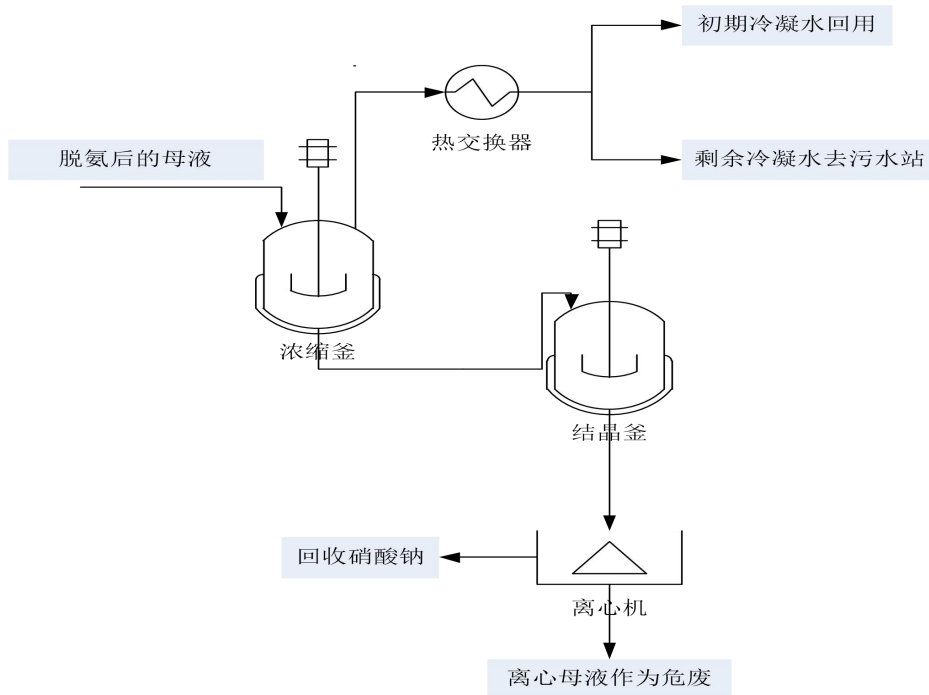 初期冷凝水回用
热交换器
脱氨后的母液
剩余冷凝水去污水站
浓缩釜
结晶釜
回收硝酸钠
离心机
离心母液作为危废